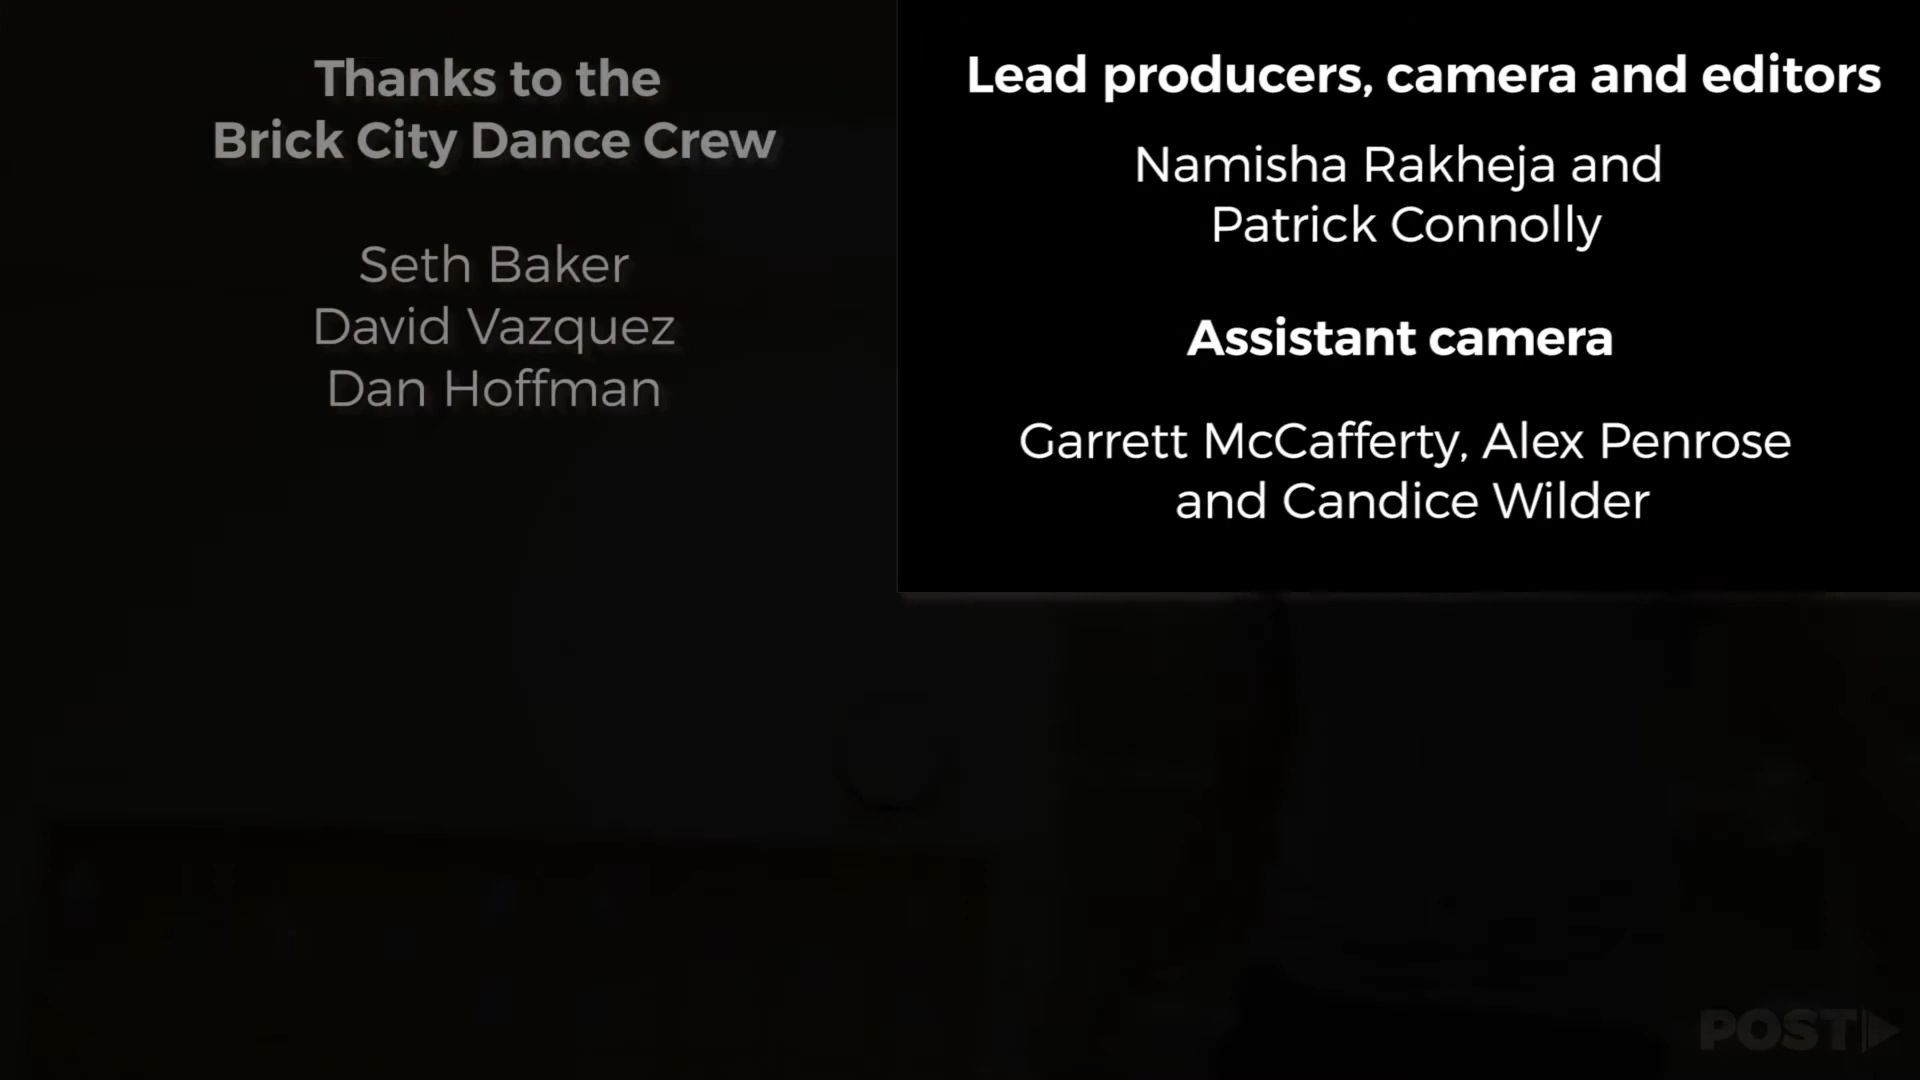 Thanks to the
Brick City Dance Crew
Seth Baker
David Vazquez
Dan Hoffman
Lead producers, camera and editors
Namisha Rakheja and
Patrick Connolly
Assistant camera
Garrett McCafferty, Alex Penrose
and Candice Wilder
POST